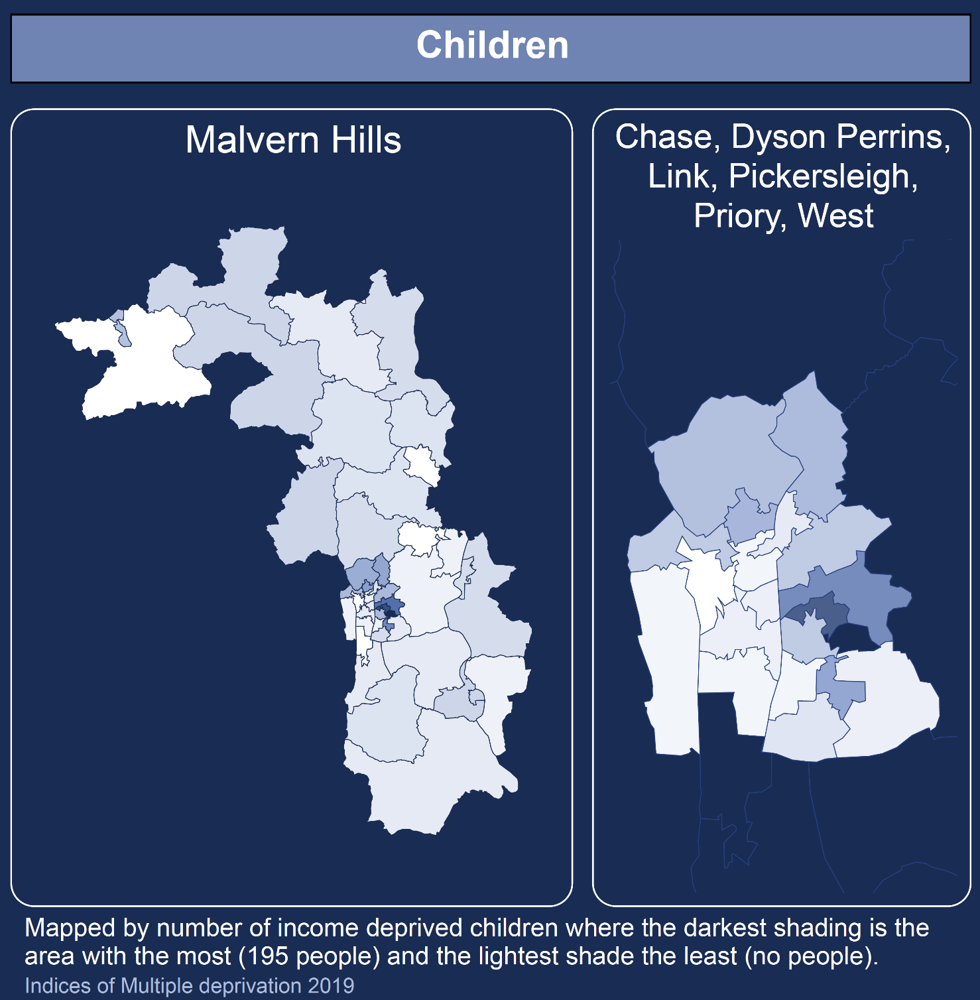 Children
Malvern Hills
Chase, Dyson Perrins,
Link, Pickersleigh,
Priory, West
Mapped by number of income deprived children where the darkest shading is the
area with the most (195 people) and the lightest shade the least (no people).
Indices of Multiple deprivation 2019